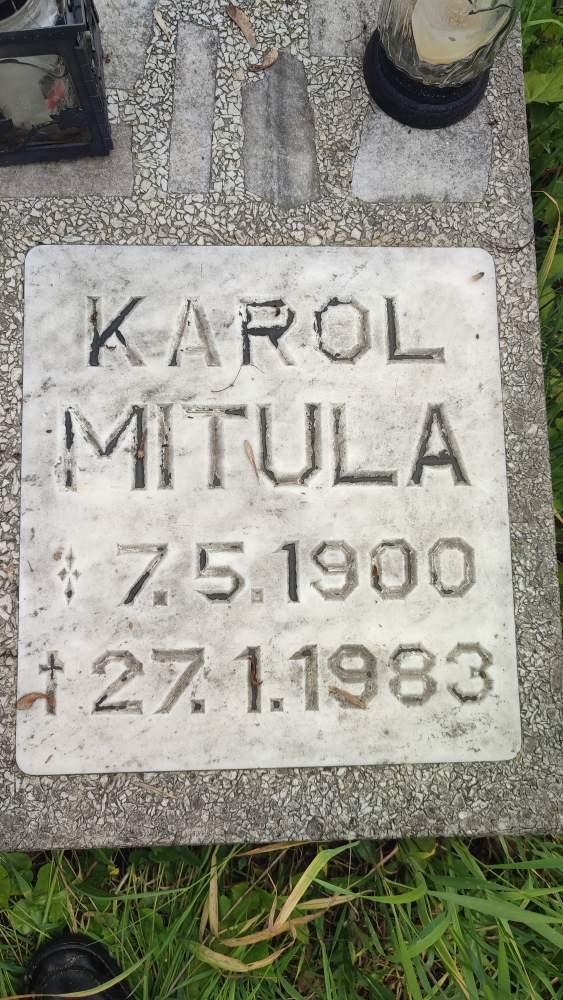 KAROL
MITULA
7.5.1900
† 27.1.1983